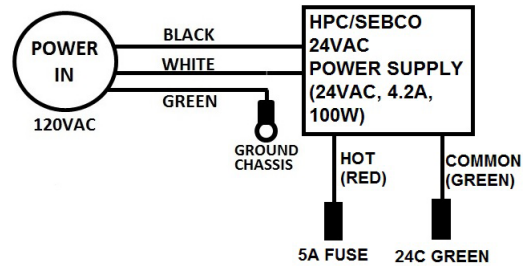 POWER
IN
120VAC
BLACK
WHITE
GREEN
GROUND
CHASSIS
HPC/SEBCO
24VAC
POWER SUPPLY
(24VAC, 4.2A,
100W)
HOT
(RED)
COMMON
(GREEN)
5A FUSE
24C GREEN